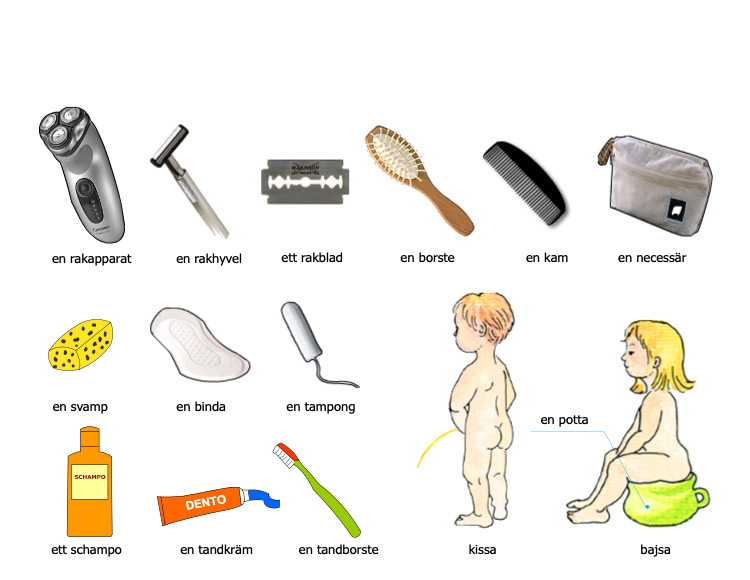 en rakapparat
en rakhyvel
ett rakblad
en borste
en kam
en necessär
en svamp
en binda
en tampong
en potta
SCHAMPO
DENTO
ett schampo
en tandkräm
en tandborste
kissa
bajsa